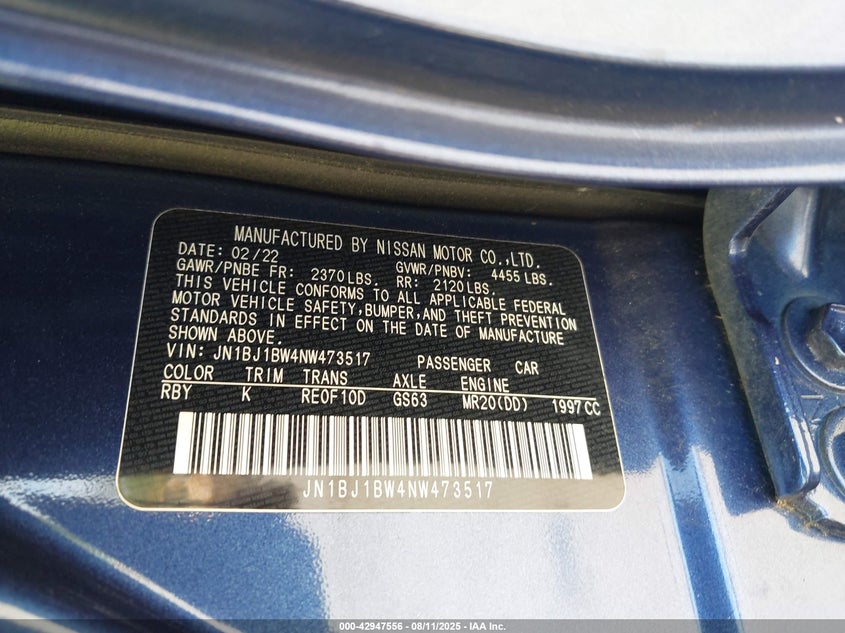 MANUFACTURED BY NISSAN MOTOR CO.,LTD.
DATE: 02/22 GVWR/PNBV: 4455 LBS.
GAWR/PNBE FR: 2370 LBS. RR: 2120 LBS.
THIS VEHICLE CONFORMS TO ALL APPLICABLE FEDERAL
MOTOR VEHICLE SAFETY, BUMPER, AND THEFT PREVENTION
STANDARDS IN EFFECT ON THE DATE OF MANUFACTURE
SHOWN ABOVE.
VIN: JN1BJ1BW4NW473517 PASSENGER CAR
COLOR TRIM TRANS AXLE ENGINE
RBY K RE0F10D GS63 MR20(DD) 1997 CC
JN1BJ1BW4NW473517
000-42947556 - 08/11/2025 - IAA Inc.